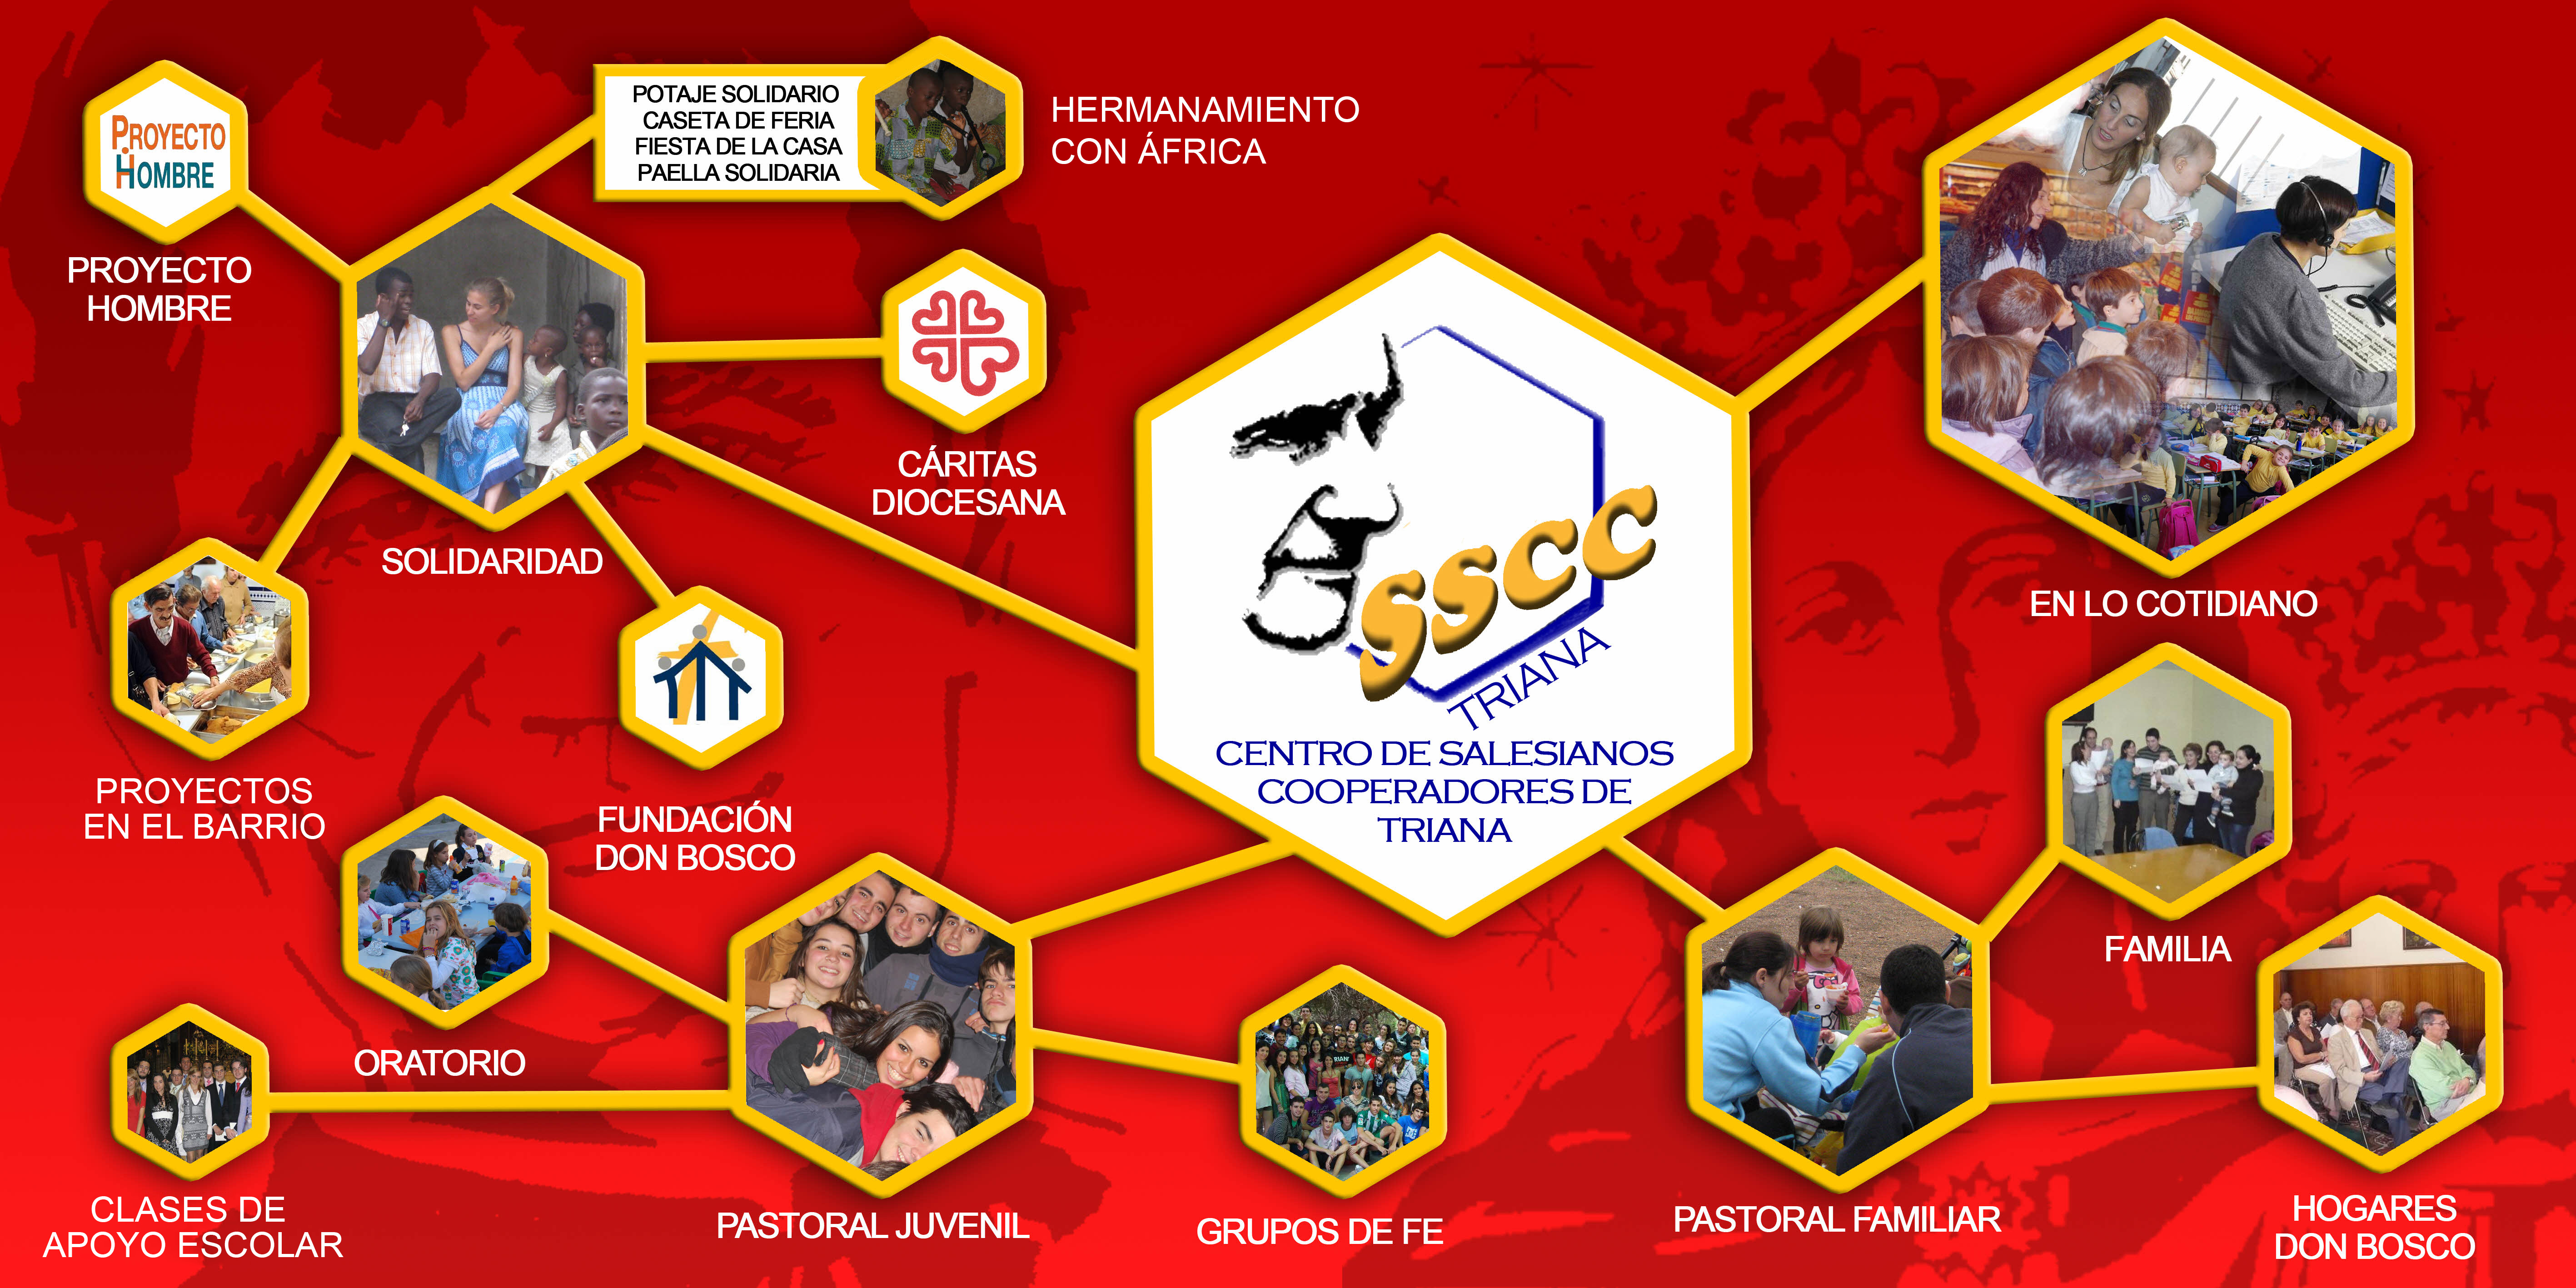 PROYECTO
HOMBRE
PROYECTO
HOMBRE
POTAJE SOLIDARIO
CASETA DE FERIA
FIESTA DE LA CASA
PAELLA SOLIDARIA
HERMANAMIENTO
CON ÁFRICA
CÁRITAS
DIOCESANA
SOLIDARIDAD
PROYECTOS
EN EL BARRIO
FUNDACIÓN
DON BOSCO
sscc
TRIANA
CENTRO DE SALESIANOS
COOPERADORES DE
TRIANA
EN LO COTIDIANO
FAMILIA
ORATORIO
CLASES DE
APOYO ESCOLAR
PASTORAL JUVENIL
GRUPOS DE FE
PASTORAL FAMILIAR
HOGARES
DON BOSCO